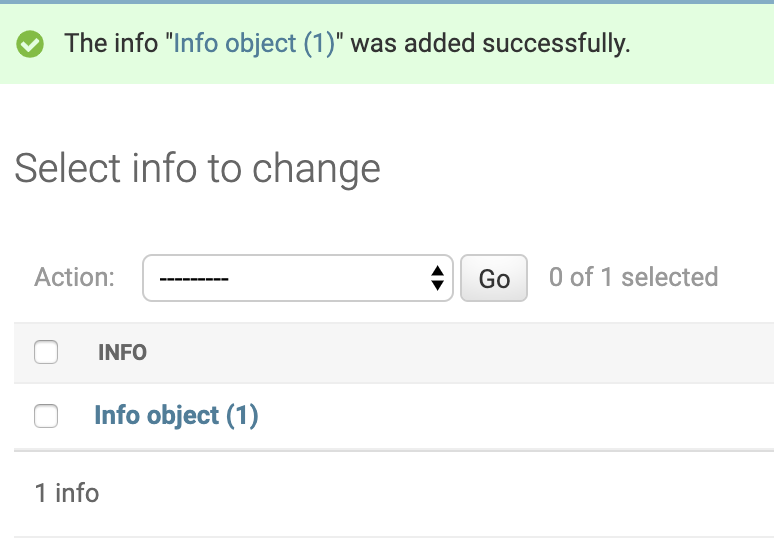 The info "Info object (1)" was added successfully.
Select info to change
Action: --------- Go 0 of 1 selected
INFO
Info object (1)
1 info